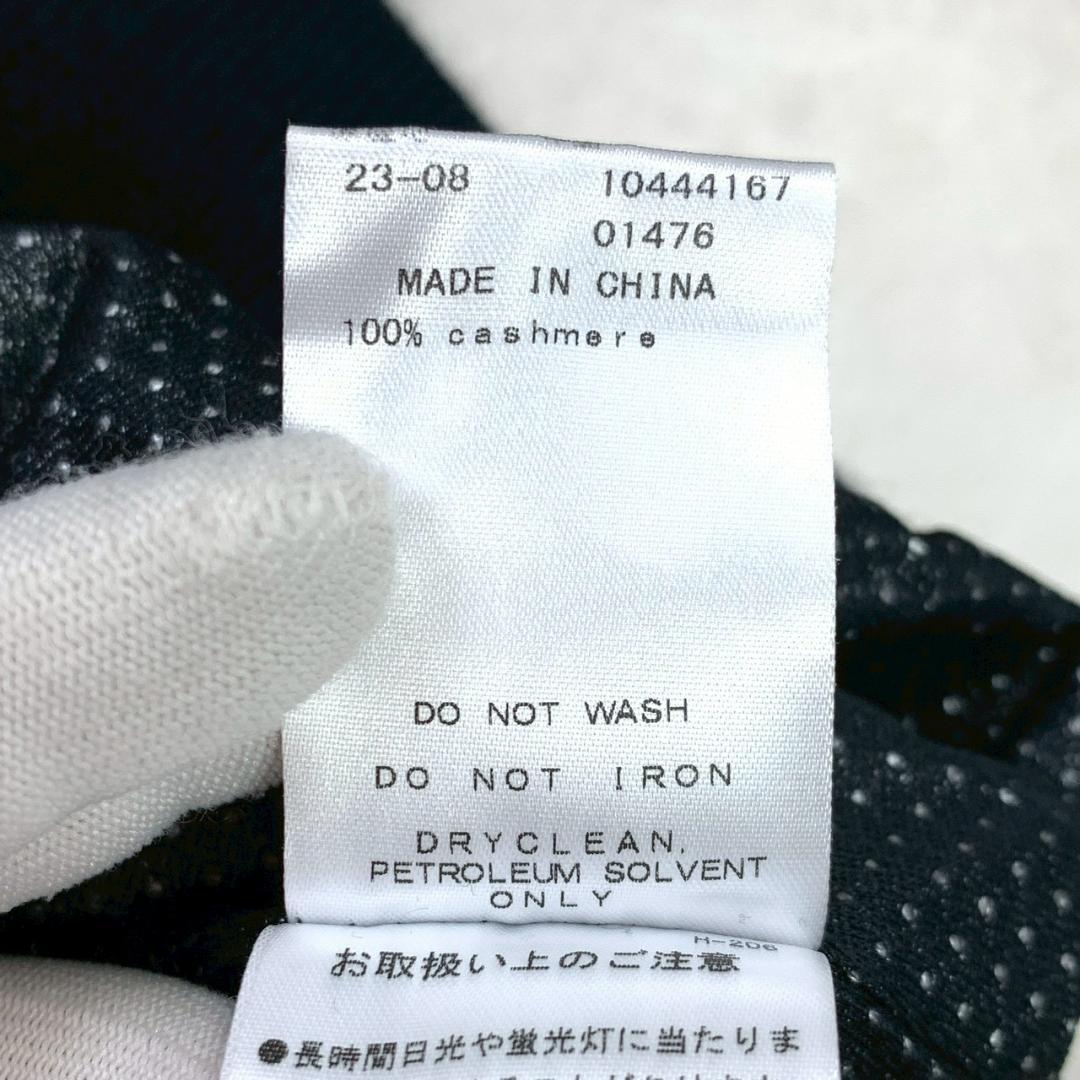 23-08 10444167
01476
MADE IN CHINA
100% cashmere
DO NOT WASH
DO NOT IRON
DRYCLEAN.
PETROLEUM SOLVENT
ONLY
H-206
お取扱い上のご注意
●長時間日光や蛍光灯に当たりま